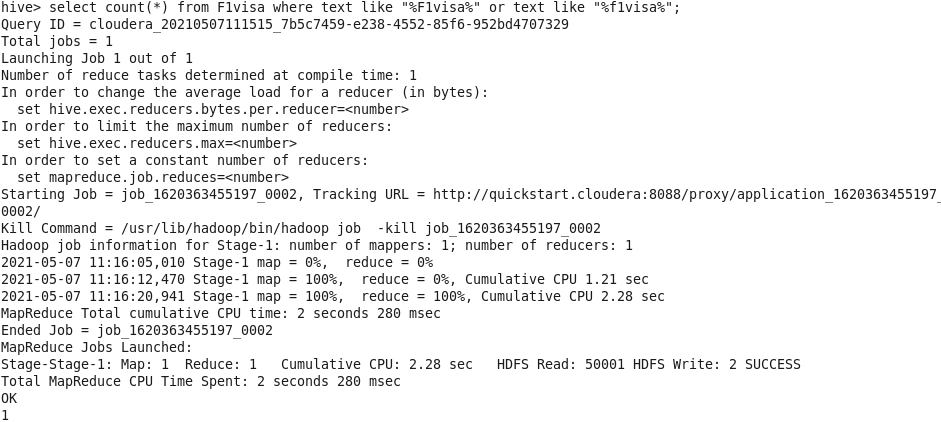 hive> select count(*) from F1visa where text like "%F1visa%" or text like "%f1visa%";
Query ID = cloudera_20210507111515_7b5c7459-e238-4552-85f6-952bd4707329
Total jobs = 1
Launching Job 1 out of 1
Number of reduce tasks determined at compile time: 1
In order to change the average load for a reducer (in bytes):
  set hive.exec.reducers.bytes.per.reducer=<number>
In order to limit the maximum number of reducers:
  set hive.exec.reducers.max=<number>
In order to set a constant number of reducers:
  set mapreduce.job.reduces=<number>
Starting Job = job_1620363455197_0002, Tracking URL = http://quickstart.cloudera:8088/proxy/application_1620363455197_
0002/
Kill Command = /usr/lib/hadoop/bin/hadoop job  -kill job_1620363455197_0002
Hadoop job information for Stage-1: number of mappers: 1; number of reducers: 1
2021-05-07 11:16:05,010 Stage-1 map = 0%,  reduce = 0%
2021-05-07 11:16:12,470 Stage-1 map = 100%,  reduce = 0%, Cumulative CPU 1.21 sec
2021-05-07 11:16:20,941 Stage-1 map = 100%,  reduce = 100%, Cumulative CPU 2.28 sec
MapReduce Total cumulative CPU time: 2 seconds 280 msec
Ended Job = job_1620363455197_0002
MapReduce Jobs Launched:
Stage-Stage-1: Map: 1  Reduce: 1   Cumulative CPU: 2.28 sec   HDFS Read: 50001 HDFS Write: 2 SUCCESS
Total MapReduce CPU Time Spent: 2 seconds 280 msec
OK
1